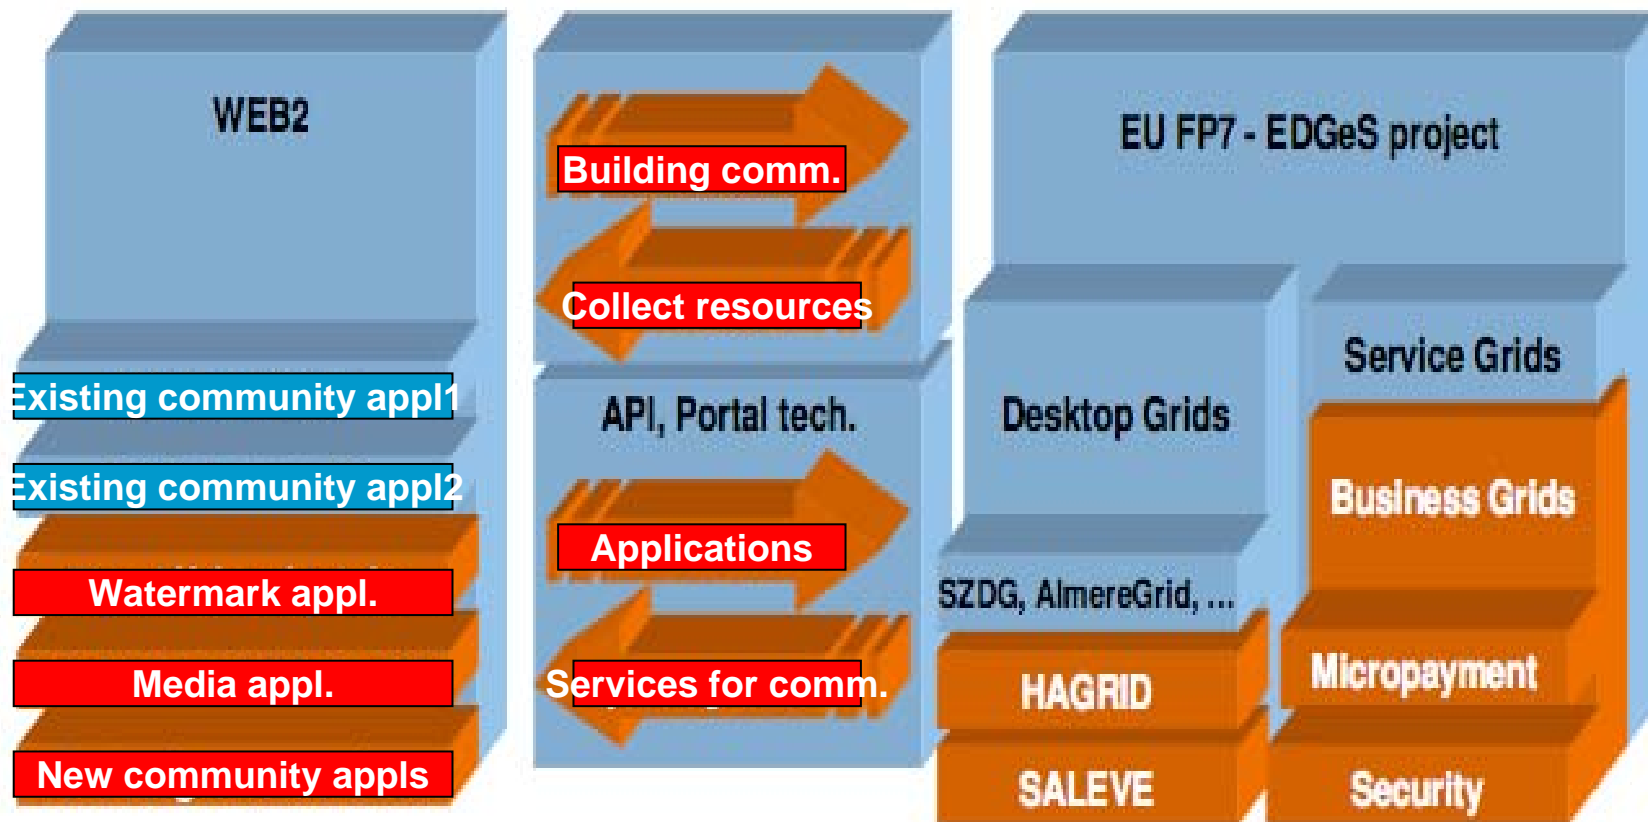 WEB2
Existing community appl1
Existing community appl2
Watermark appl.
Media appl.
New community appls
Building comm.
Collect resources
API, Portal tech.
Applications
Services for comm.
EU FP7 - EDGeS project
Desktop Grids
SZDG, AlmereGrid, ...
HAGRID
SALEVE
Service Grids
Business Grids
Micropayment
Security